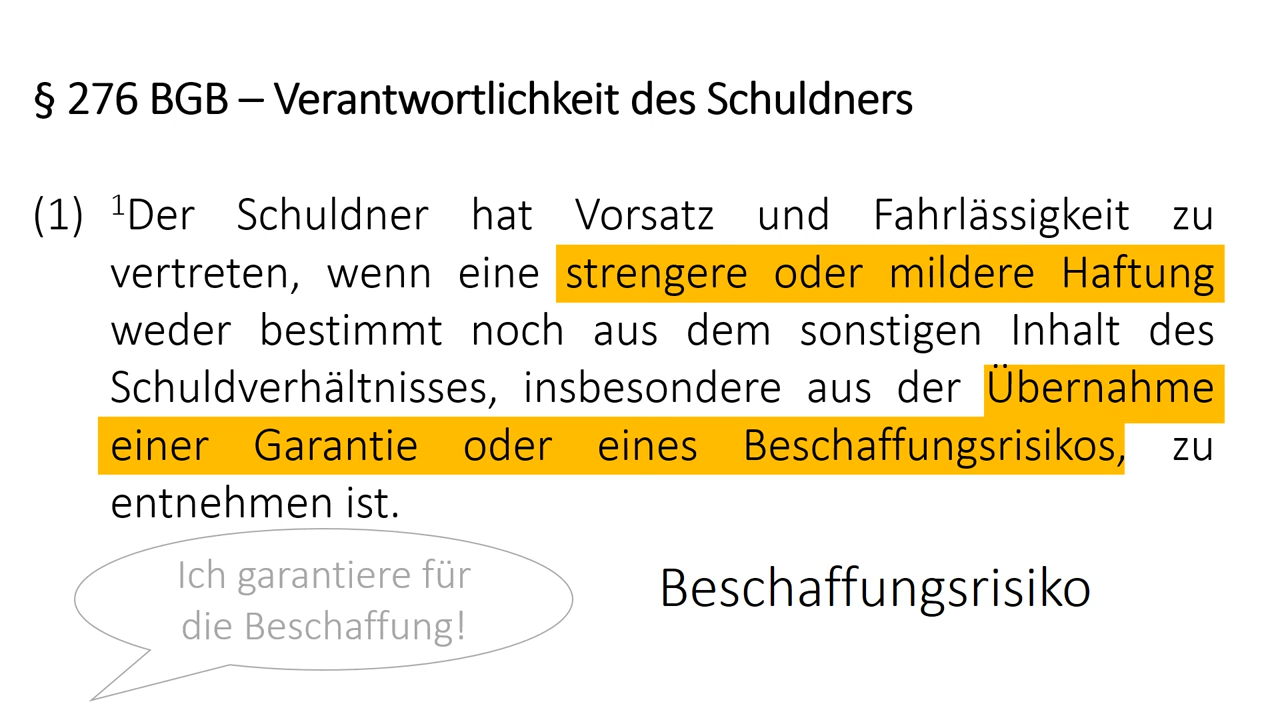 § 276 BGB – Verantwortlichkeit des Schuldners
(1) ¹Der Schuldner hat Vorsatz und Fahrlässigkeit zu
vertreten, wenn eine strengere oder mildere Haftung
weder bestimmt noch aus dem sonstigen Inhalt des
Schuldverhältnisses, insbesondere aus der Übernahme
einer Garantie oder eines Beschaffungsrisikos, zu
entnehmen ist.
Ich garantiere für
die Beschaffung!
Beschaffungsrisiko